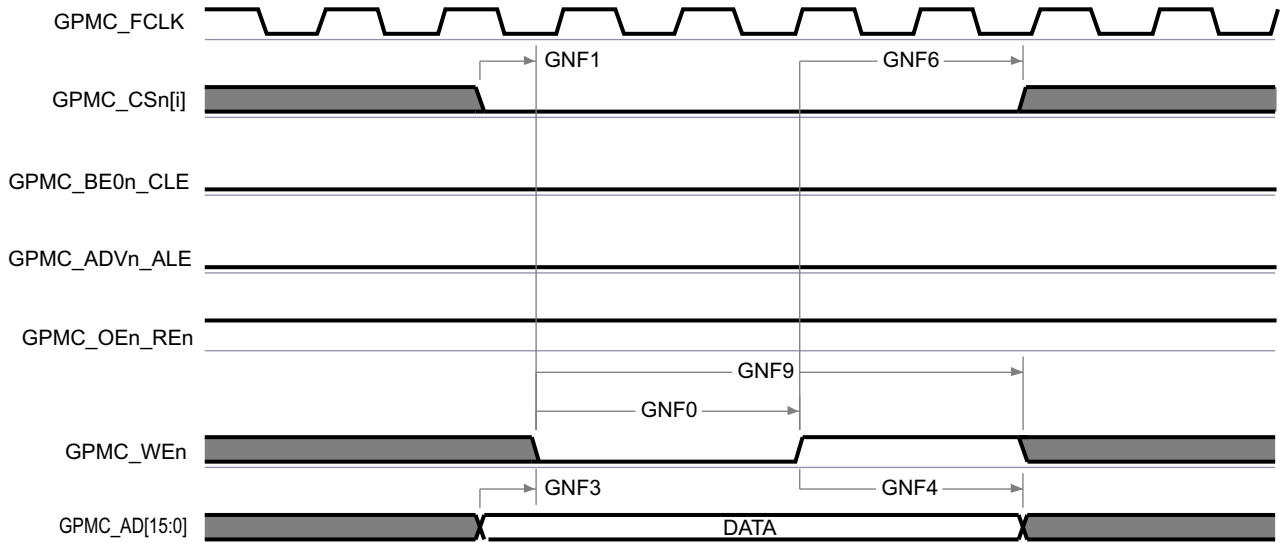 GPMC_FCLK
GNF1
GNF6
GPMC_CSn[i]
GPMC_BE0n_CLE
GPMC_ADVn_ALE
GPMC_OEn_REn
GNF9
GNF0
GPMC_WEn
GNF3
GNF4
GPMC_AD[15:0]
DATA